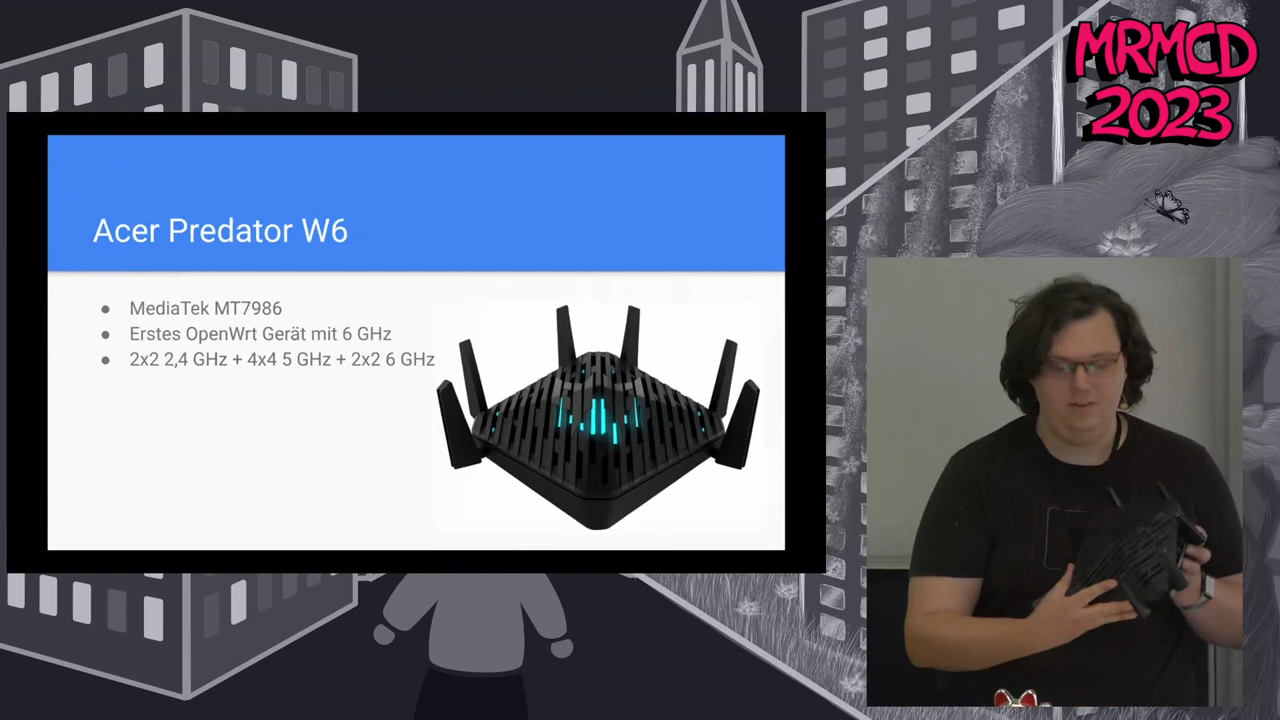 MRMCD
2023
Acer Predator W6
● MediaTek MT7986
● Erstes OpenWrt Gerät mit 6 GHz
● 2x2 2,4 GHz + 4x4 5 GHz + 2x2 6 GHz